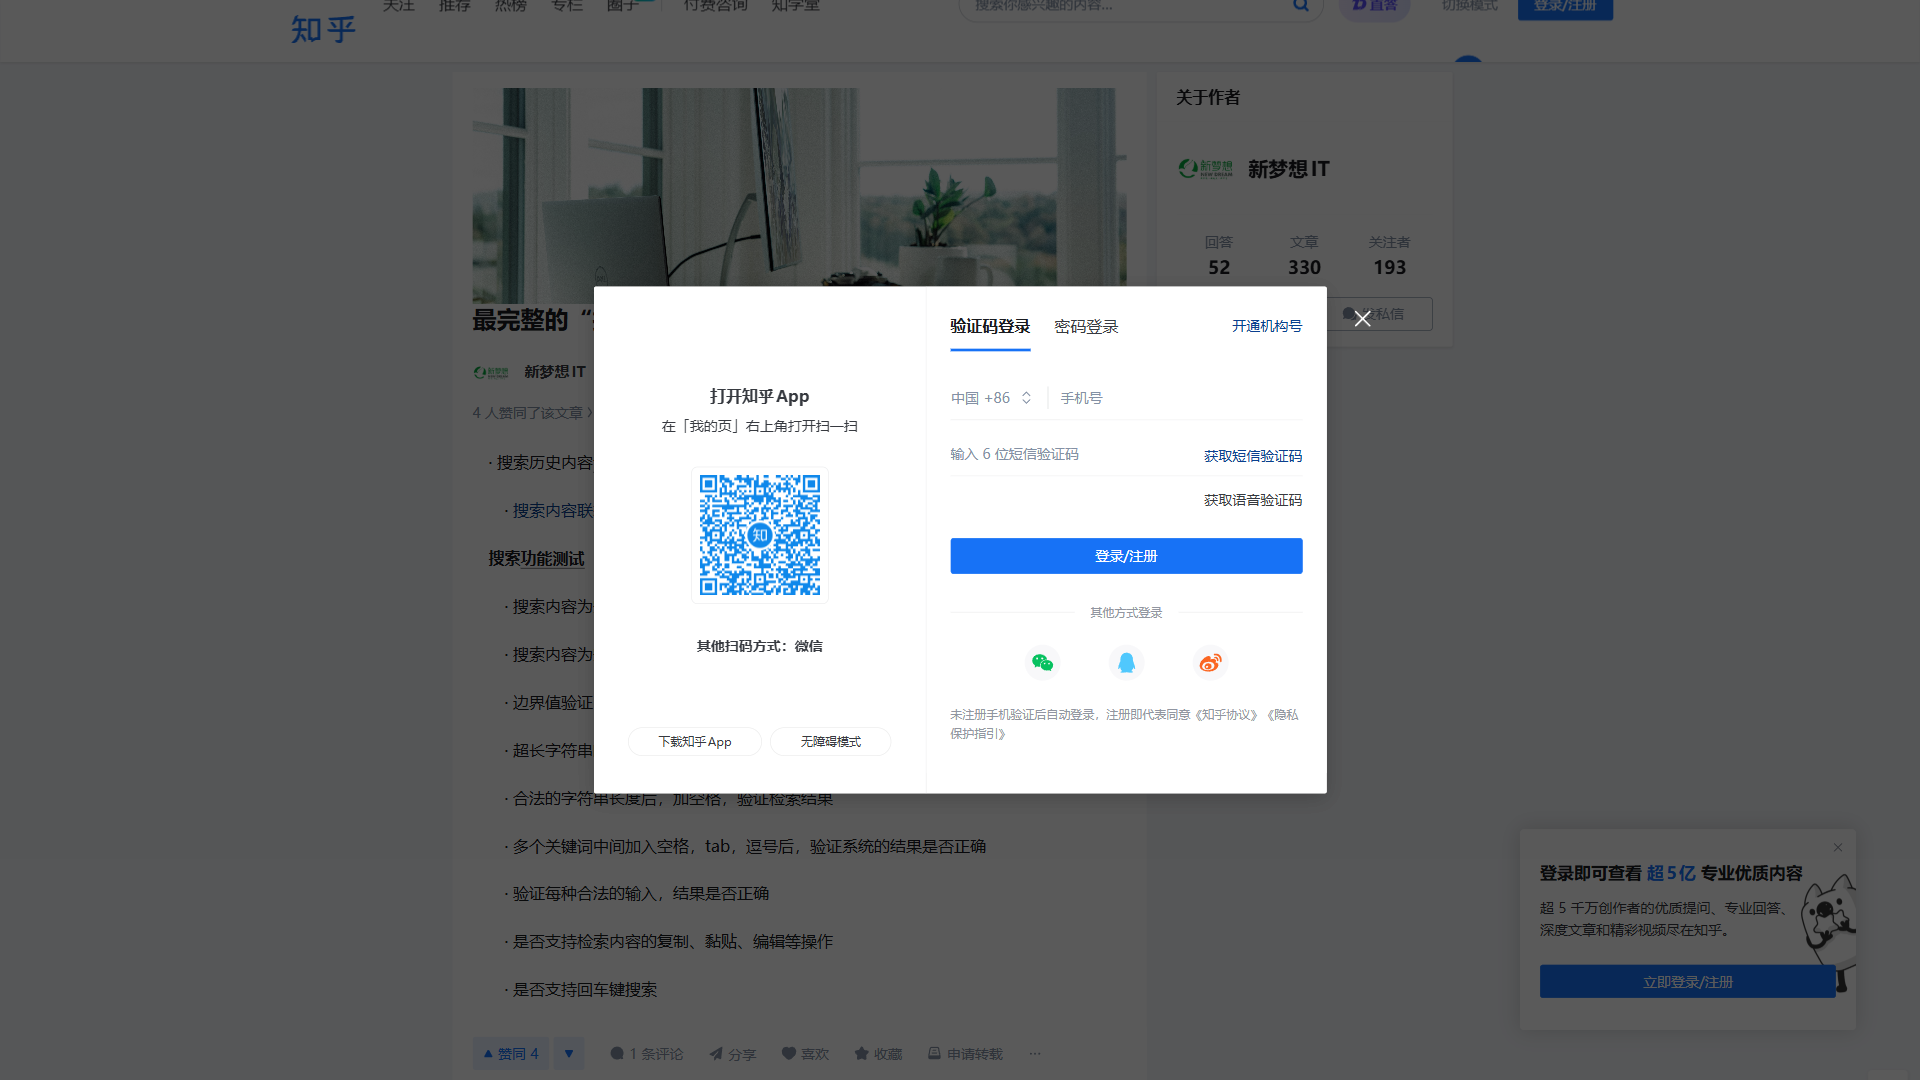 知乎
关注 推荐 热榜 专栏 圈子 付费咨询 知学堂
搜索你感兴趣的内容...
直答
切换模式
登录/注册
关于作者
新梦想
新梦想IT
回答 文章 关注者
52 330 193
发私信
最完整的“
新梦想
新梦想IT
4 人赞同了该文章
· 搜索历史内容
· 搜索内容联
搜索功能测试
· 搜索内容为
· 搜索内容为
· 边界值验证
· 超长字符串
· 合法的字符串长度后，加空格，验证检索结果
· 多个关键词中间加入空格，tab，逗号后，验证系统的结果是否正确
· 验证每种合法的输入，结果是否正确
· 是否支持检索内容的复制、黏贴、编辑等操作
· 是否支持回车键搜索
赞同 4
1 条评论 分享 喜欢 收藏 申请转载 ···
打开知乎App
在「我的页」右上角打开扫一扫
知
其他扫码方式：微信
下载知乎App 无障碍模式
验证码登录 密码登录 开通机构号
中国 +86 手机号
输入 6 位短信验证码 获取短信验证码
获取语音验证码
登录/注册
其他方式登录
未注册手机验证后自动登录，注册即代表同意《知乎协议》《隐私
保护指引》
登录即可查看 超5亿 专业优质内容
超 5 千万创作者的优质提问、专业回答、
深度文章和精彩视频尽在知乎。
立即登录/注册